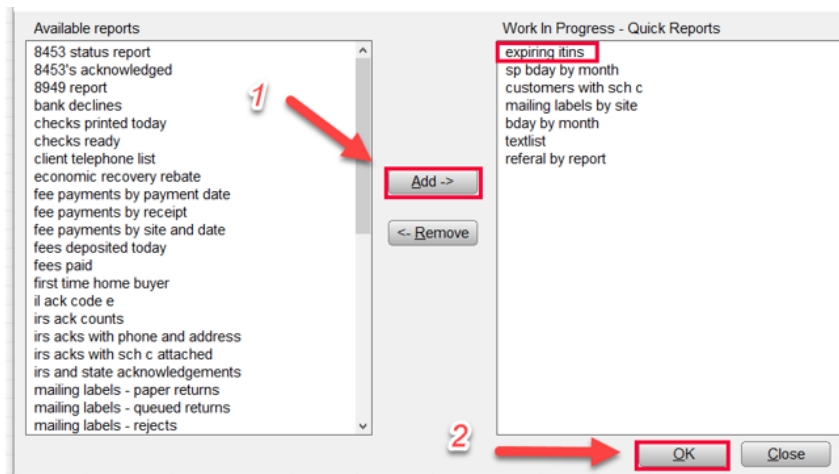 Available reports
8453 status report
8453's acknowledged
8949 report
bank declines
checks printed today
checks ready
client telephone list
economic recovery rebate
fee payments by payment date
fee payments by receipt
fee payments by site and date
fees deposited today
fees paid
first time home buyer
il ack code e
irs ack counts
irs acks with phone and address
irs acks with sch c attached
irs and state acknowledgements
mailing labels - paper returns
mailing labels - queued returns
mailing labels - rejects
1
Add ->
<- Remove
Work In Progress - Quick Reports
expiring itins
sp bday by month
customers with sch c
mailing labels by site
bday by month
textlist
referal by report
2
OK
Close